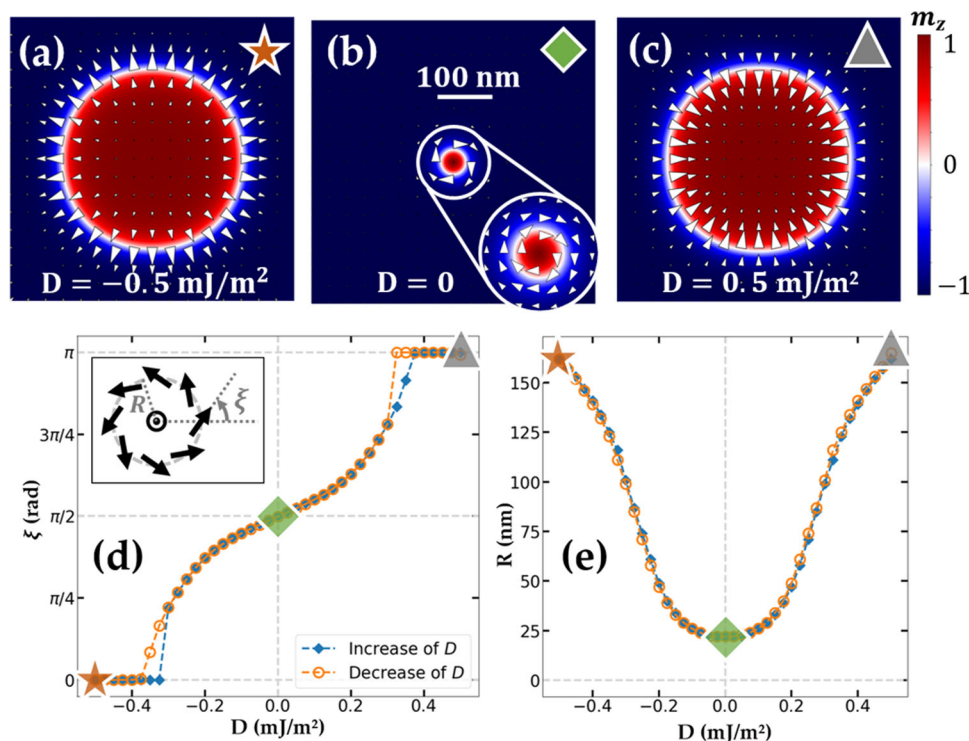 (a)
D = −0.5 mJ/m²
(b)
100 nm
D = 0
(c)
D = 0.5 mJ/m²
m_z
1
0
−1
π
3π/4
π/2
π/4
0
ξ (rad)
R
ξ
(d)
Increase of D
Decrease of D
−0.4 −0.2 0.0 0.2 0.4
D (mJ/m²)
150
125
100
75
50
25
0
R (nm)
(e)
−0.4 −0.2 0.0 0.2 0.4
D (mJ/m²)